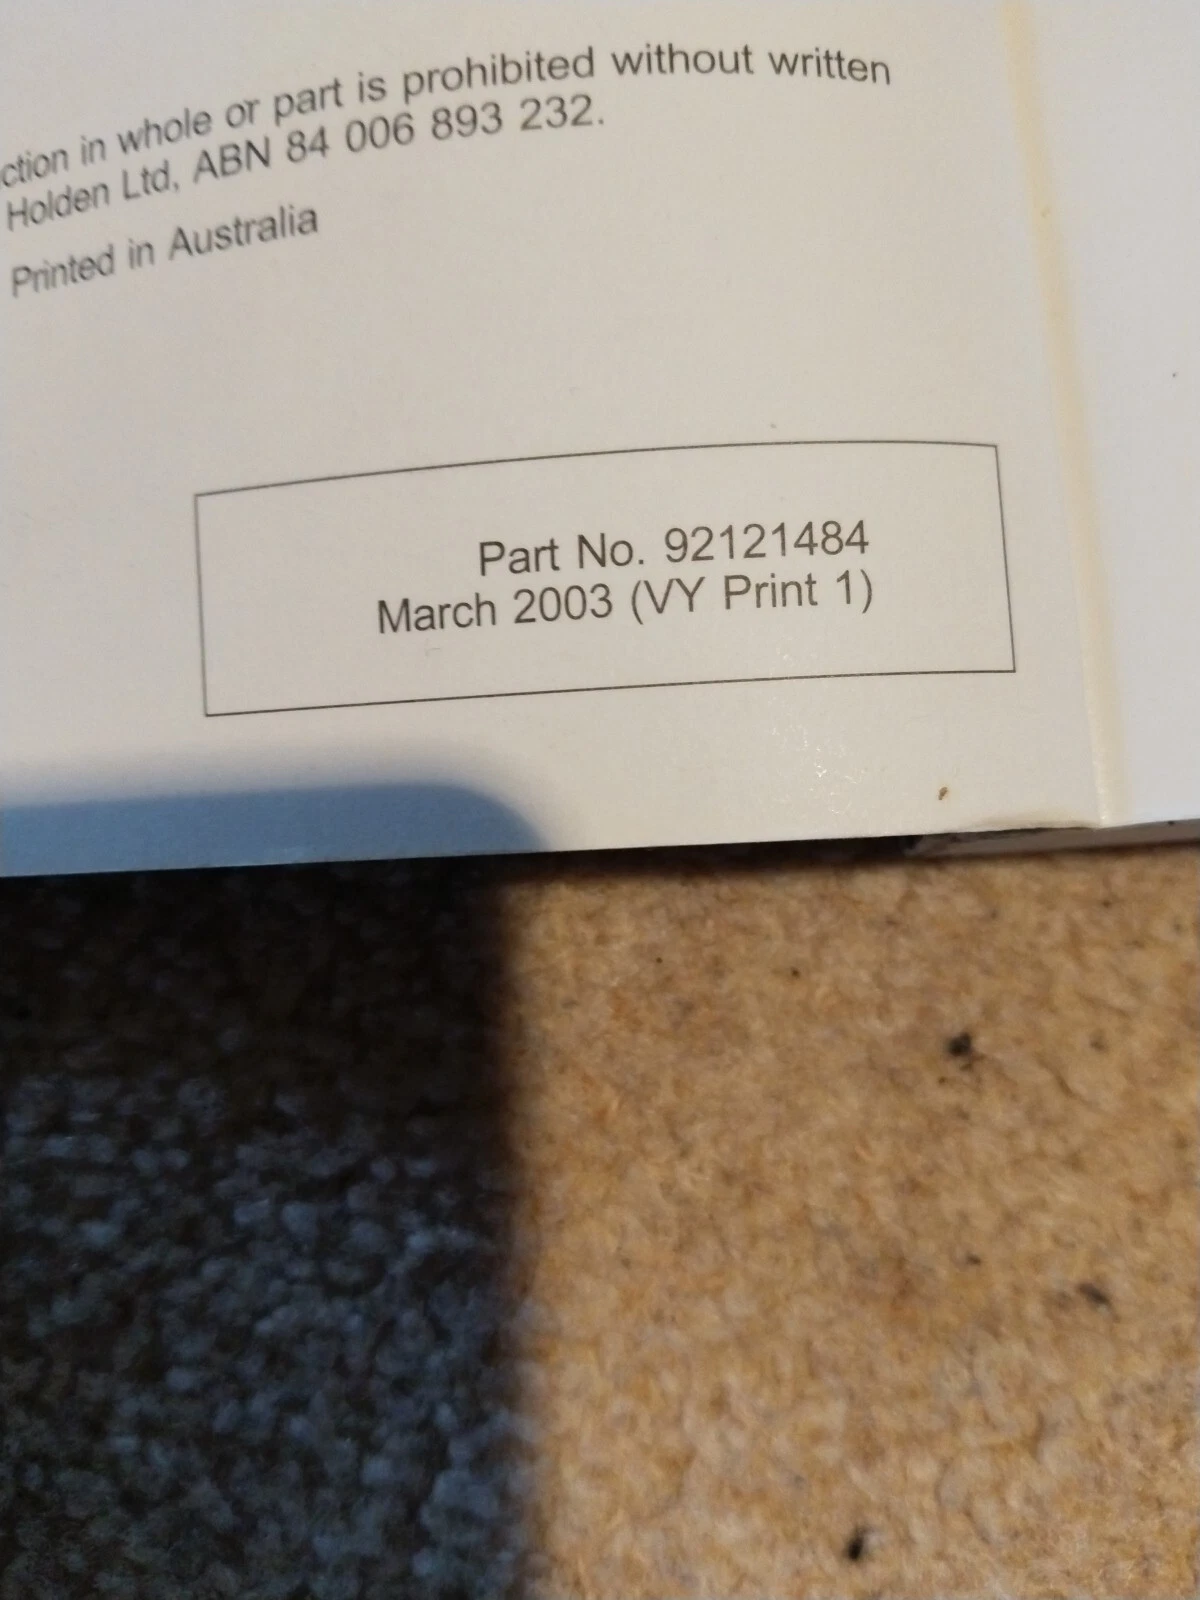 ction in whole or part is prohibited without written
Holden Ltd, ABN 84 006 893 232.
Printed in Australia
Part No. 92121484
March 2003 (VY Print 1)